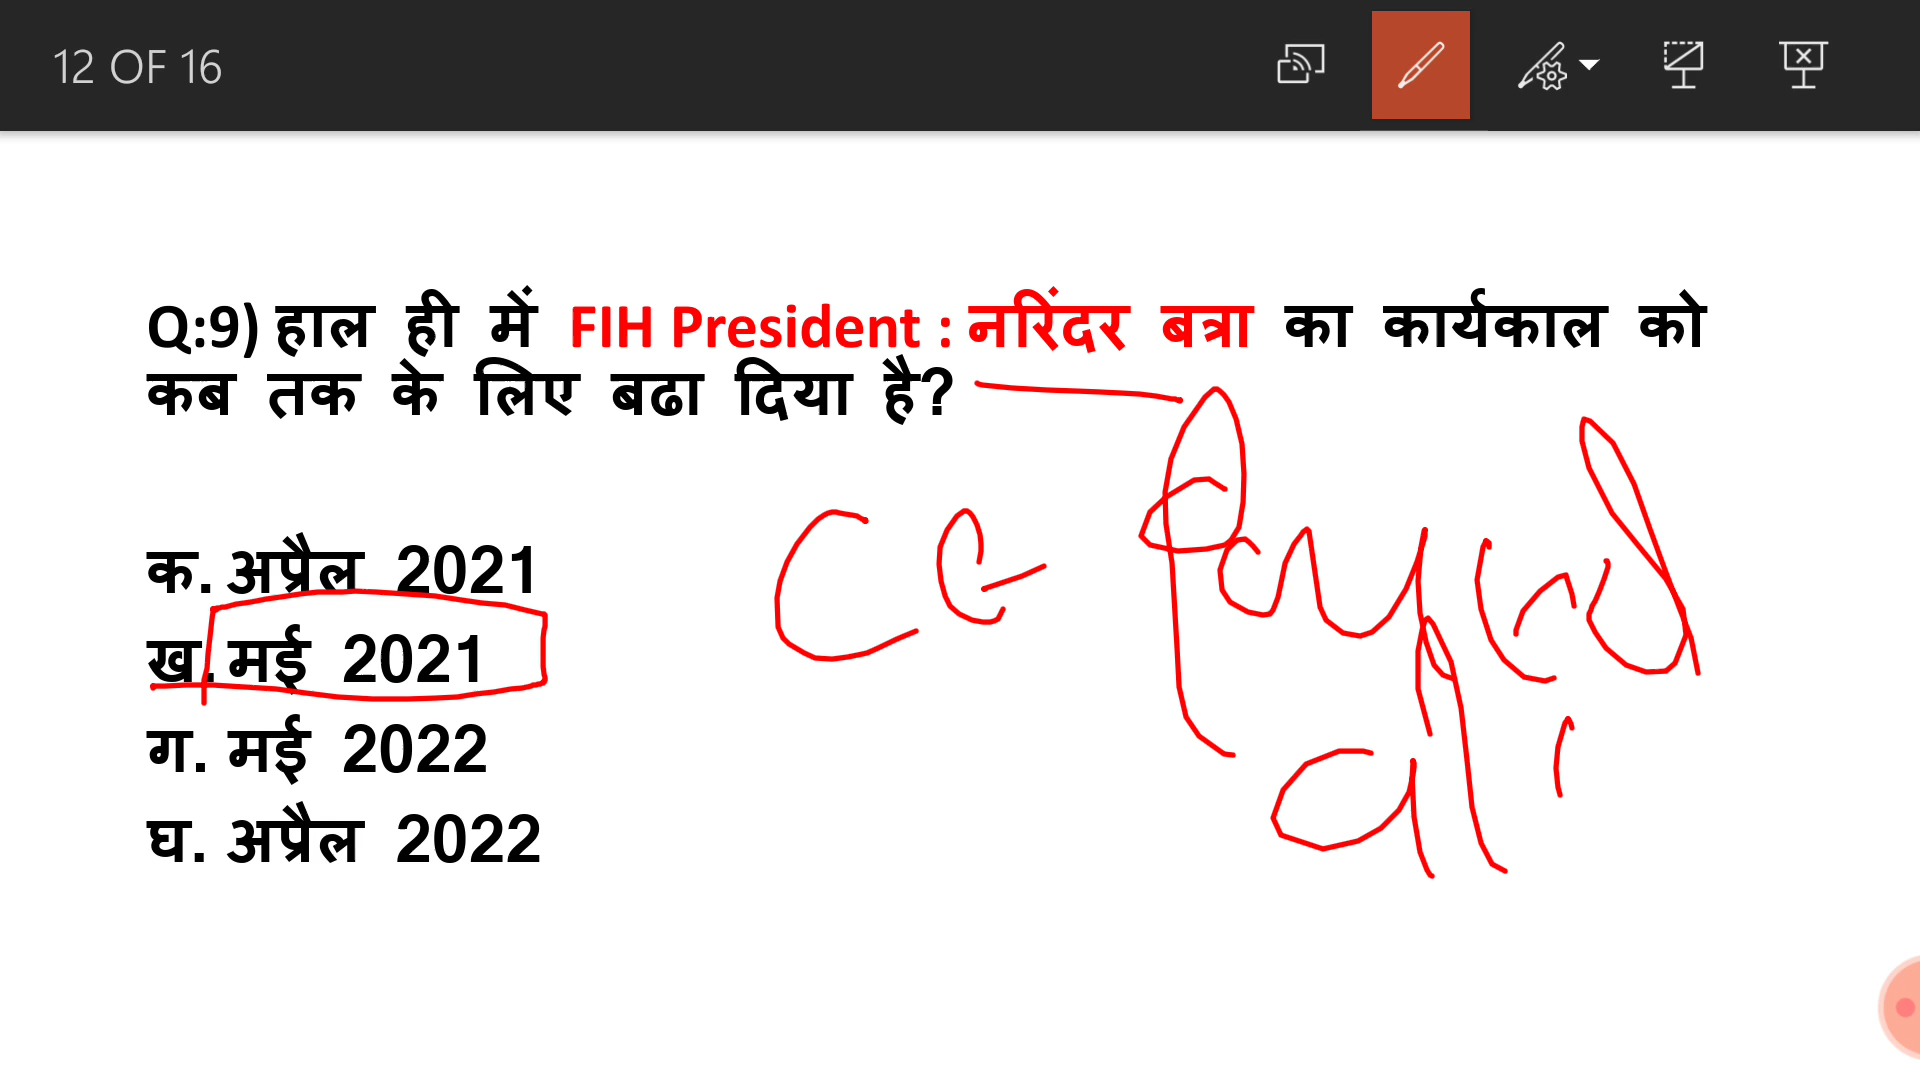 12 OF 16
Q:9) हाल ही में FIH President : नरिंदर बत्रा का कार्यकाल को
कब तक के लिए बढा दिया है?
क. अप्रैल 2021
ख. मई 2021
ग. मई 2022
घ. अप्रैल 2022